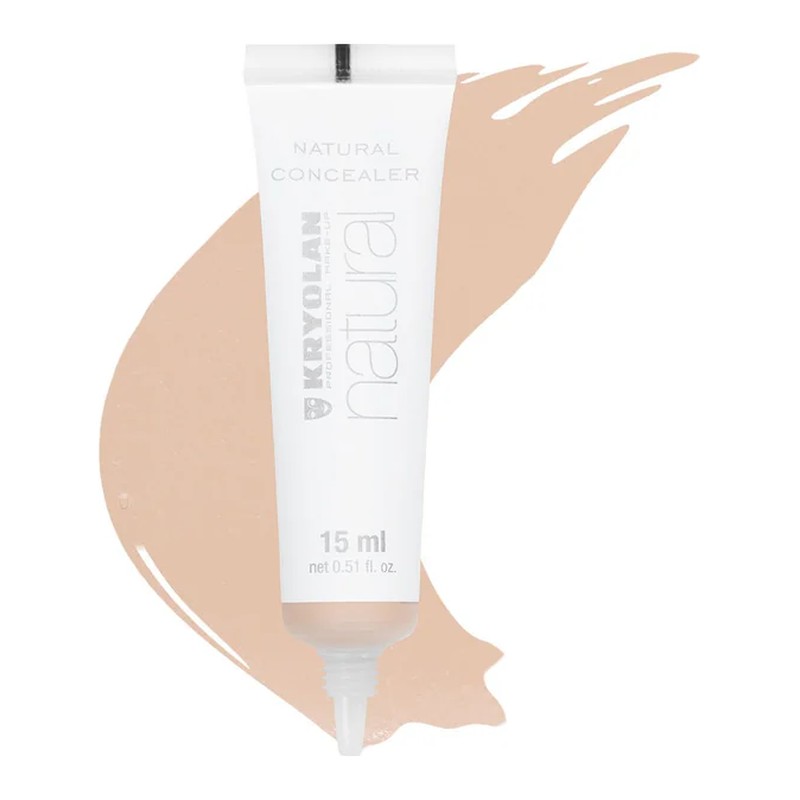 NATURAL
CONCEALER
KRYOLAN
PROFESSIONAL MAKE-UP
natural
15 ml
net 0.51 fl. oz.